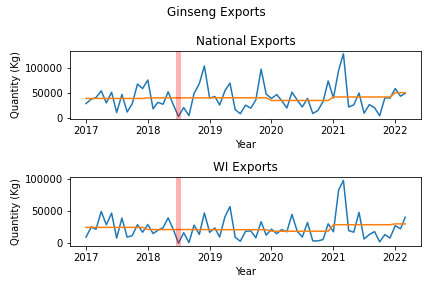 Ginseng Exports
National Exports
Quantity (Kg)
100000
50000
0
2017 2018 2019 2020 2021 2022
Year
WI Exports
Quantity (Kg)
100000
50000
0
2017 2018 2019 2020 2021 2022
Year